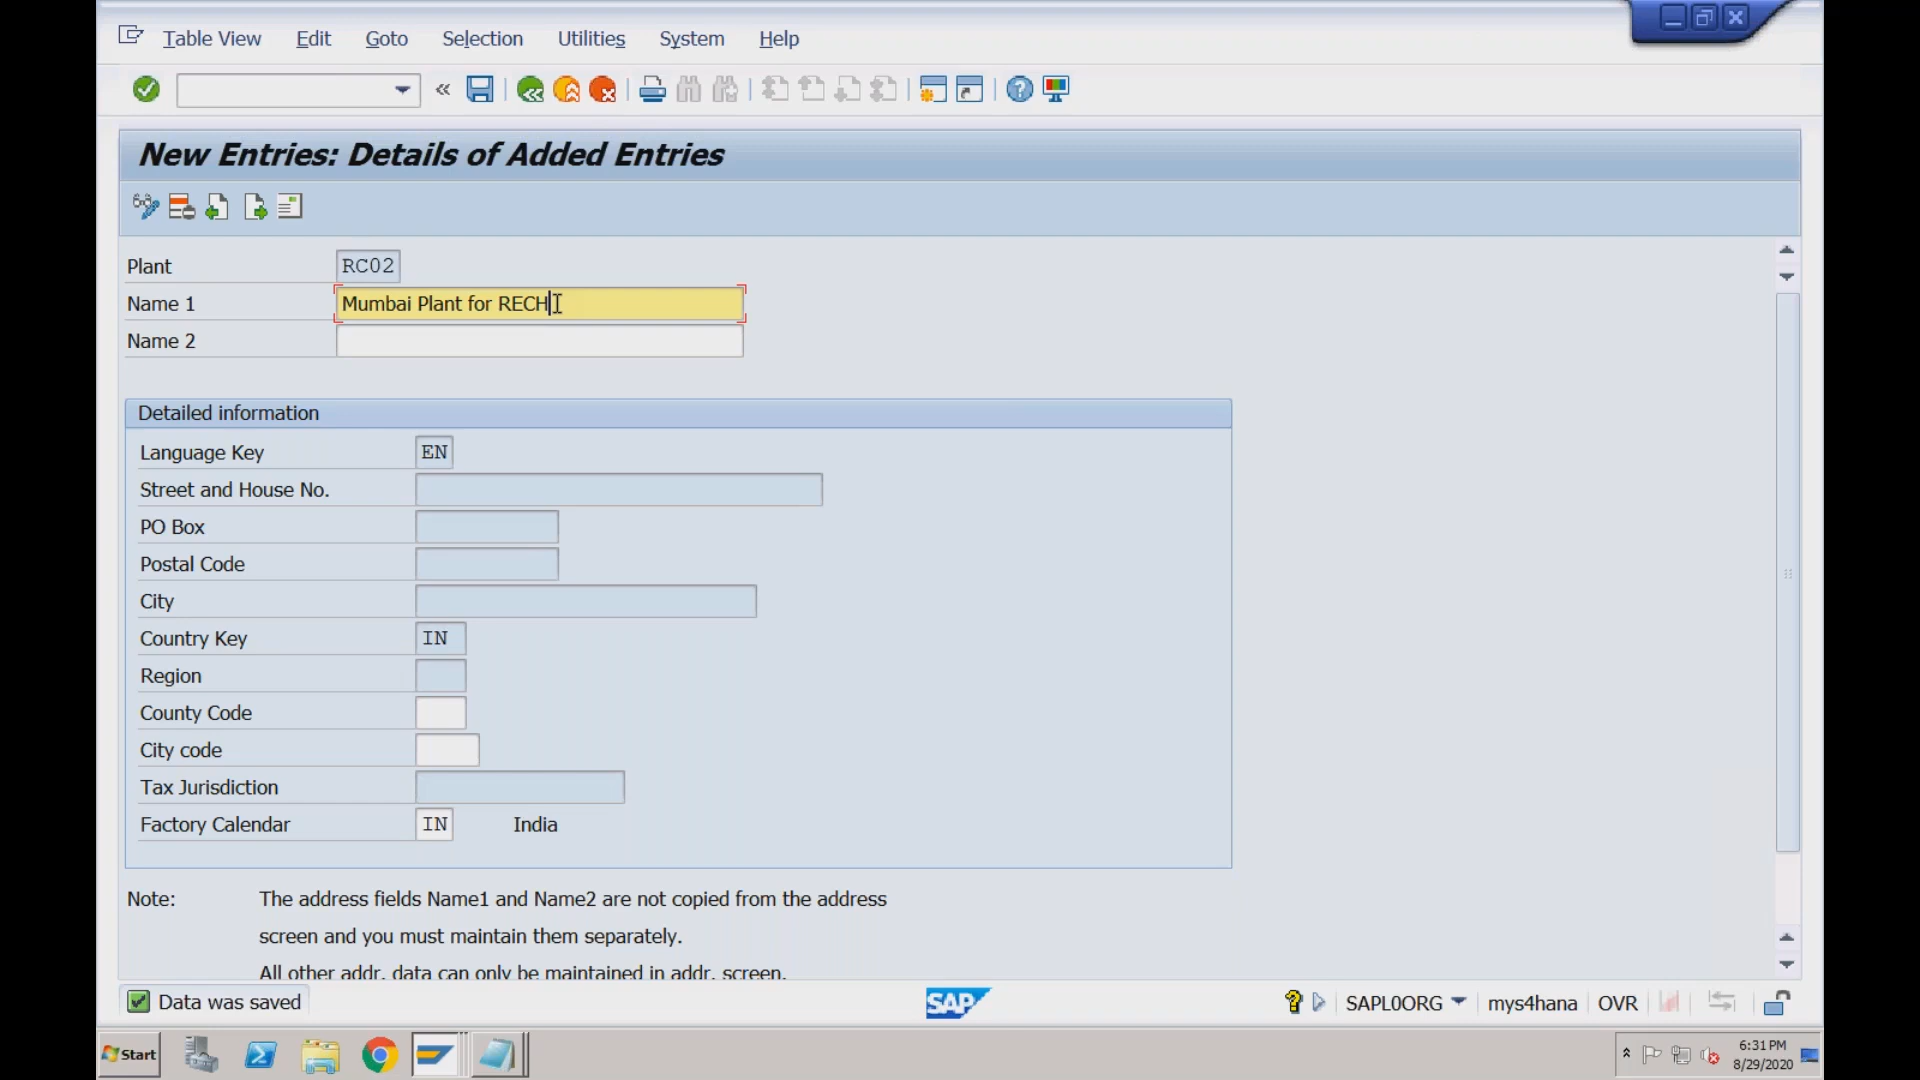 Table View Edit Goto Selection Utilities System Help
New Entries: Details of Added Entries
Plant RC02
Name 1 Mumbai Plant for RECH
Name 2
Detailed information
Language Key EN
Street and House No.
PO Box
Postal Code
City
Country Key IN
Region
County Code
City code
Tax Jurisdiction
Factory Calendar IN India
Note: The address fields Name1 and Name2 are not copied from the address
screen and you must maintain them separately.
All other addr. data can only be maintained in addr. screen.
Data was saved SAP SAPL0ORG mys4hana OVR
Start 6:31 PM
8/29/2020